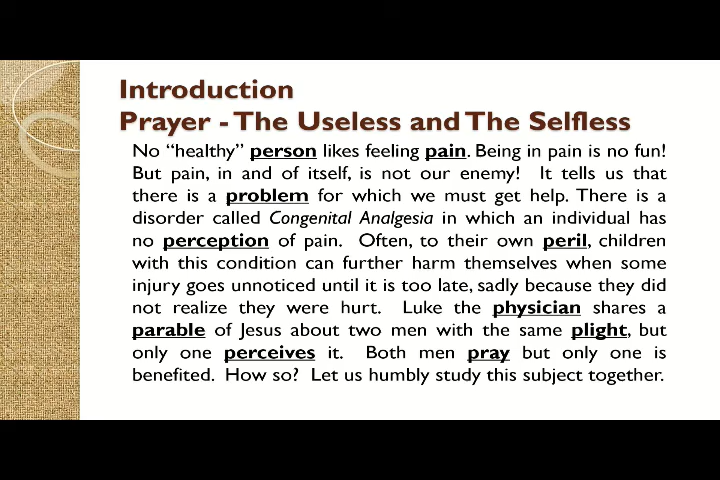 Introduction
Prayer - The Useless and The Selfless
No “healthy” person likes feeling pain. Being in pain is no fun!
But pain, in and of itself, is not our enemy! It tells us that
there is a problem for which we must get help. There is a
disorder called Congenital Analgesia in which an individual has
no perception of pain. Often, to their own peril, children
with this condition can further harm themselves when some
injury goes unnoticed until it is too late, sadly because they did
not realize they were hurt. Luke the physician shares a
parable of Jesus about two men with the same plight, but
only one perceives it. Both men pray but only one is
benefited. How so? Let us humbly study this subject together.